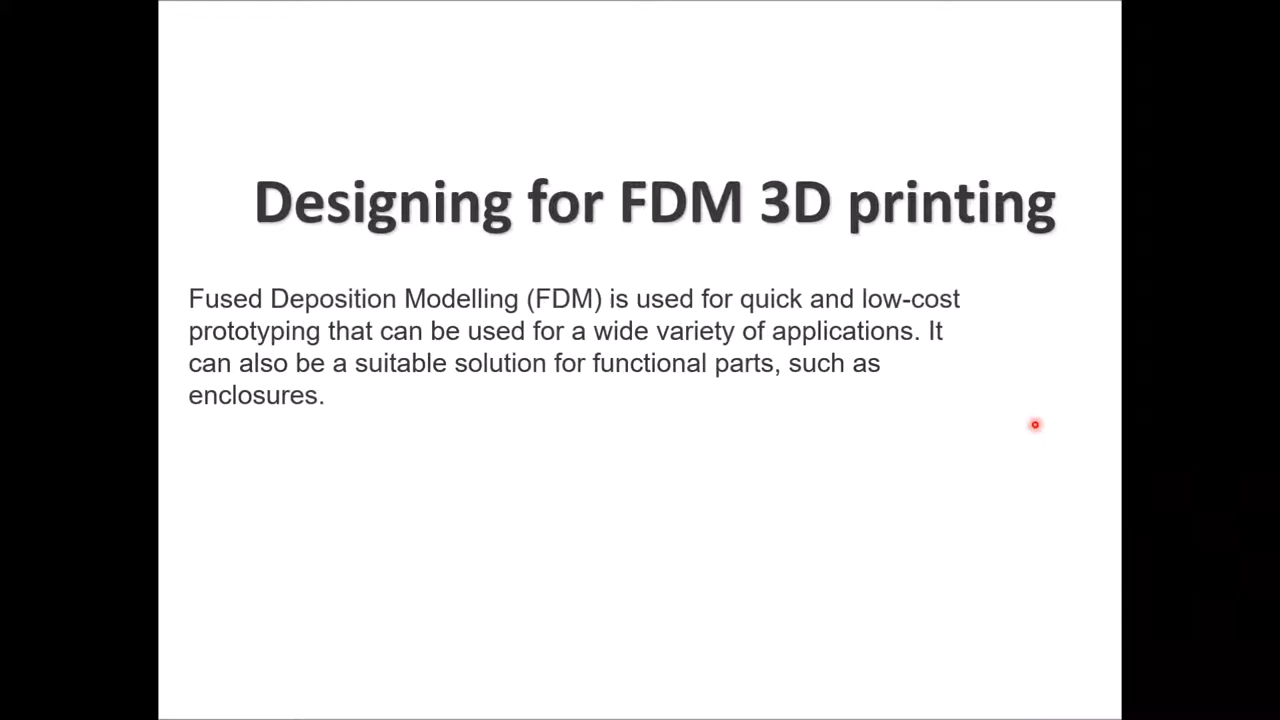 Designing for FDM 3D printing
Fused Deposition Modelling (FDM) is used for quick and low-cost
prototyping that can be used for a wide variety of applications. It
can also be a suitable solution for functional parts, such as
enclosures.